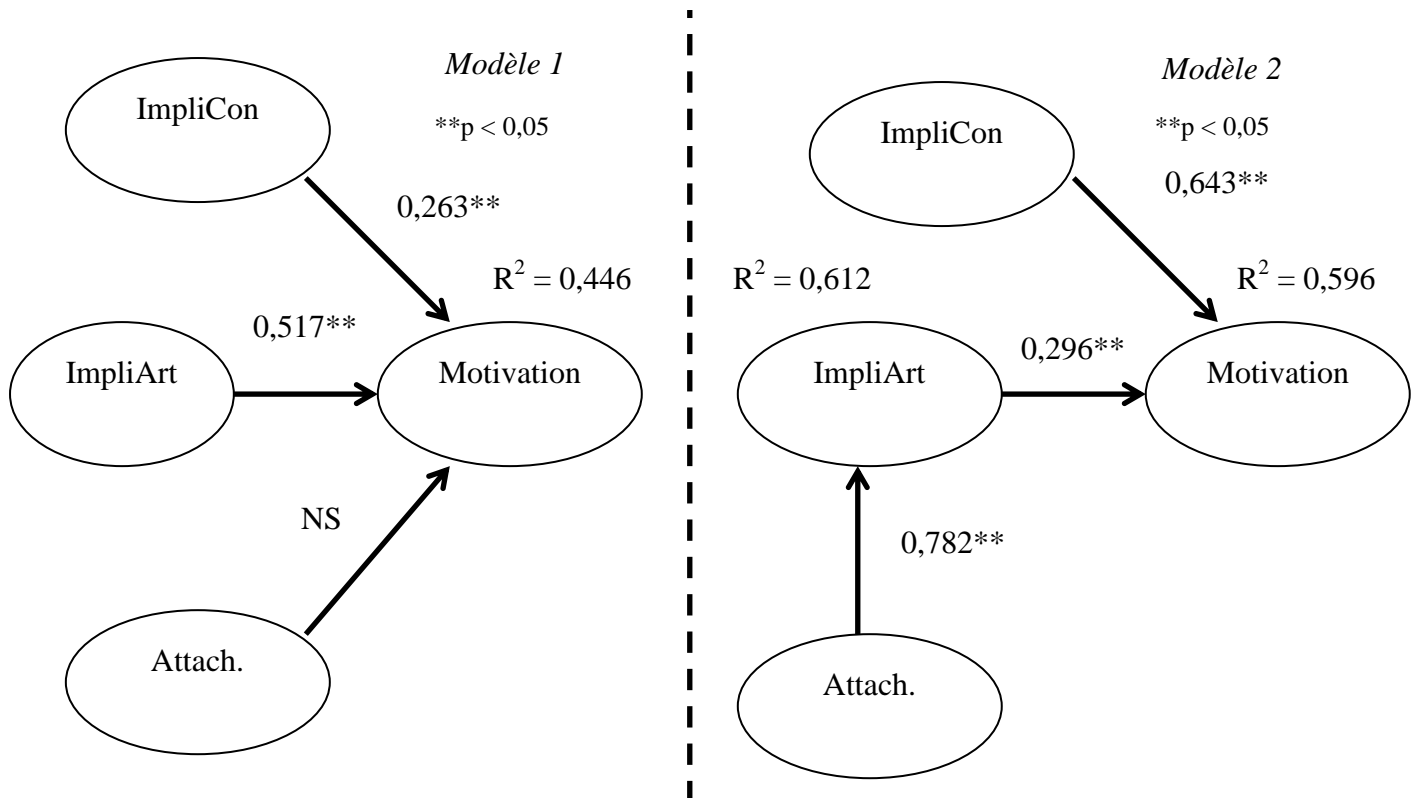 Modèle 1
ImpliCon
**p < 0,05
0,263**
R² = 0,446
0,517**
ImpliArt
Motivation
NS
Attach.
Modèle 2
**p < 0,05
ImpliCon
0,643**
R² = 0,612
R² = 0,596
0,296**
ImpliArt
Motivation
0,782**
Attach.